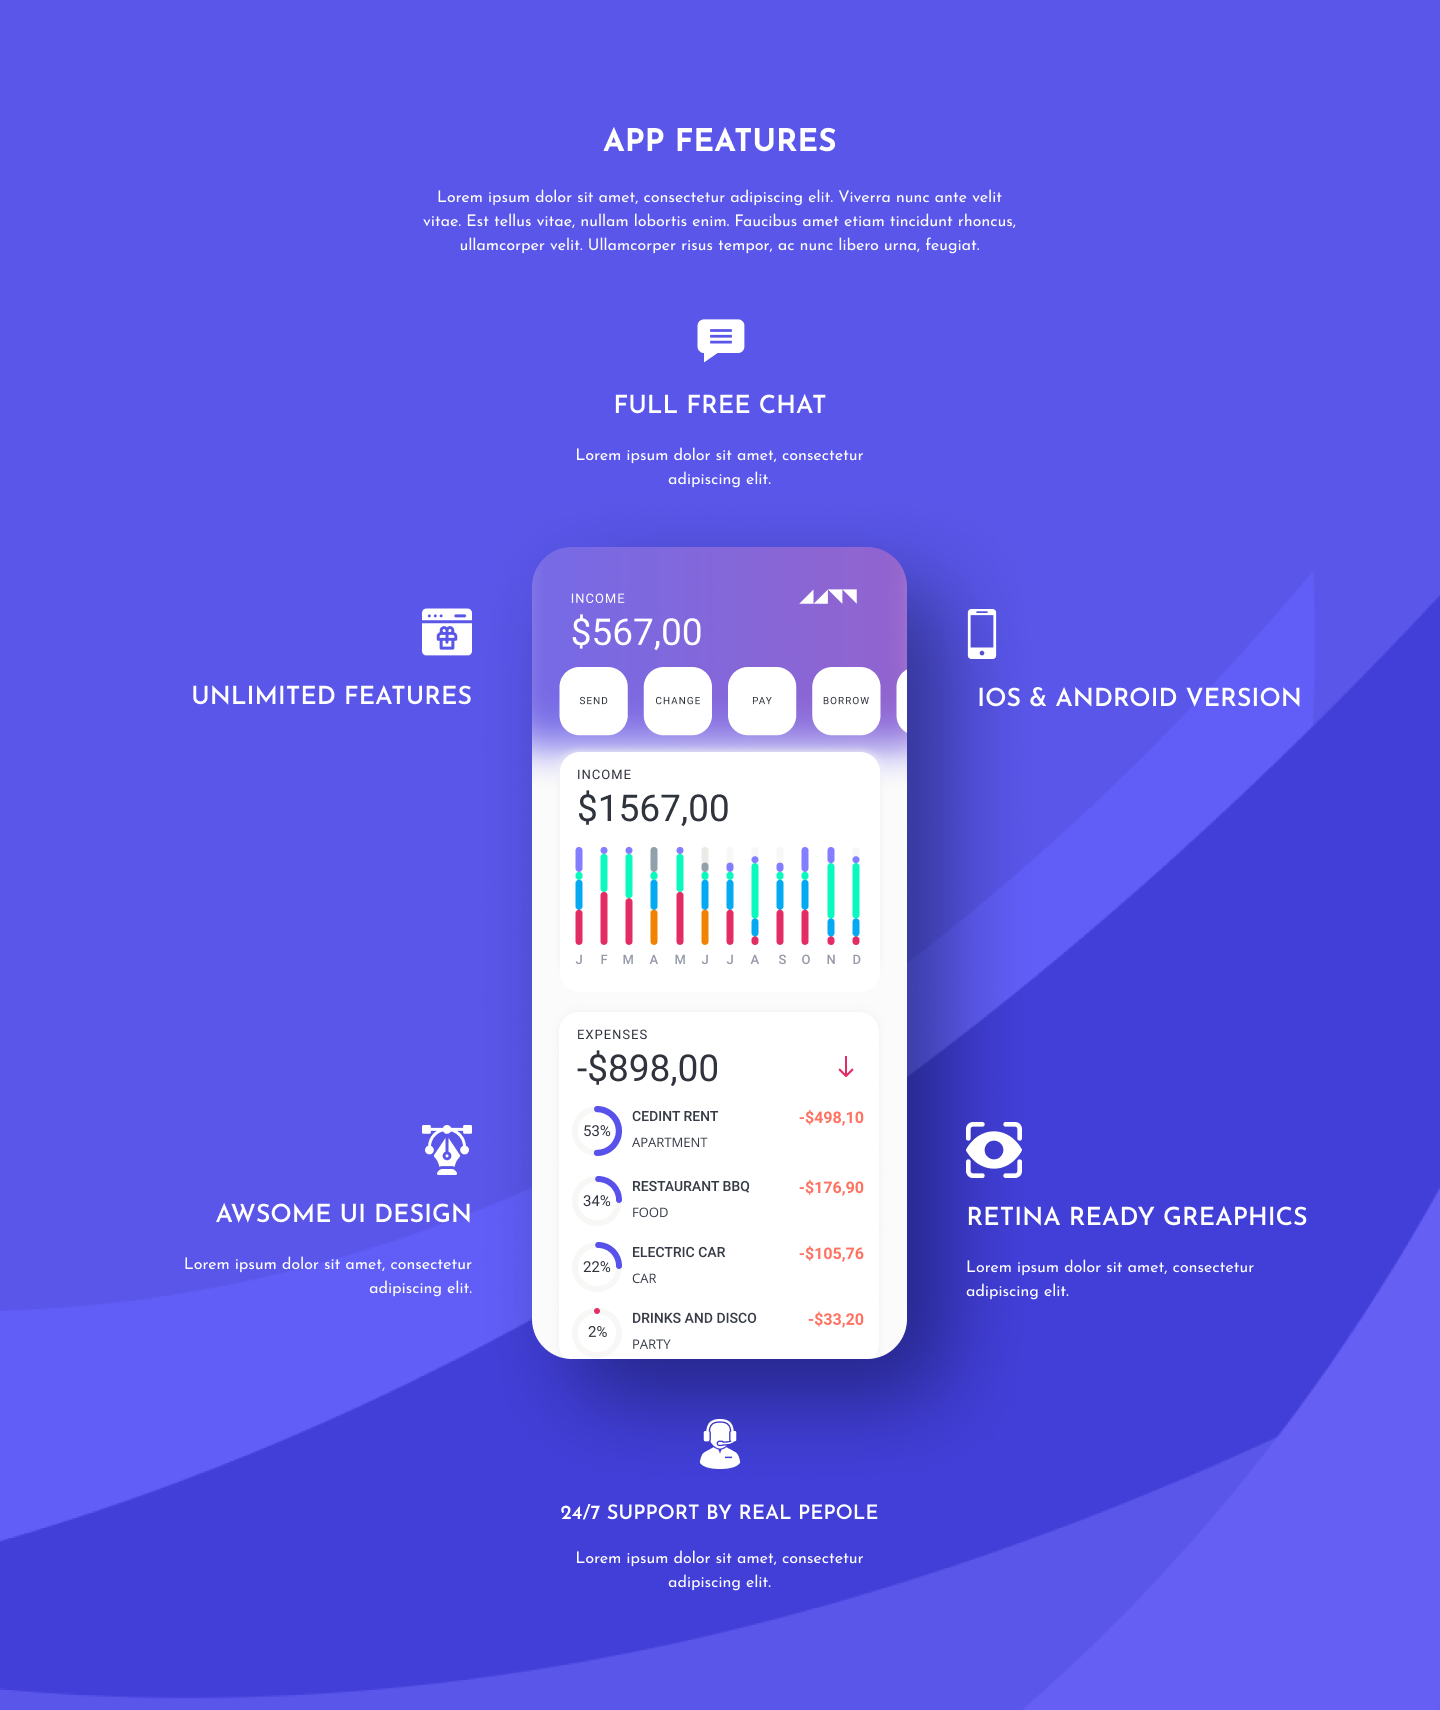 APP FEATURES
Lorem ipsum dolor sit amet, consectetur adipiscing elit. Viverra nunc ante velit
vitae. Est tellus vitae, nullam lobortis enim. Faucibus amet etiam tincidunt rhoncus,
ullamcorper velit. Ullamcorper risus tempor, ac nunc libero urna, feugiat.
FULL FREE CHAT
Lorem ipsum dolor sit amet, consectetur
adipiscing elit.
UNLIMITED FEATURES
IOS & ANDROID VERSION
INCOME
$567,00
SEND CHANGE PAY BORROW
INCOME
$1567,00
J F M A M J J A S O N D
EXPENSES
-$898,00
53% CEDINT RENT -$498,10
APARTMENT
34% RESTAURANT BBQ -$176,90
FOOD
22% ELECTRIC CAR -$105,76
CAR
2% DRINKS AND DISCO -$33,20
PARTY
AWSOME UI DESIGN
Lorem ipsum dolor sit amet, consectetur
adipiscing elit.
RETINA READY GREAPHICS
Lorem ipsum dolor sit amet, consectetur
adipiscing elit.
24/7 SUPPORT BY REAL PEPOLE
Lorem ipsum dolor sit amet, consectetur
adipiscing elit.